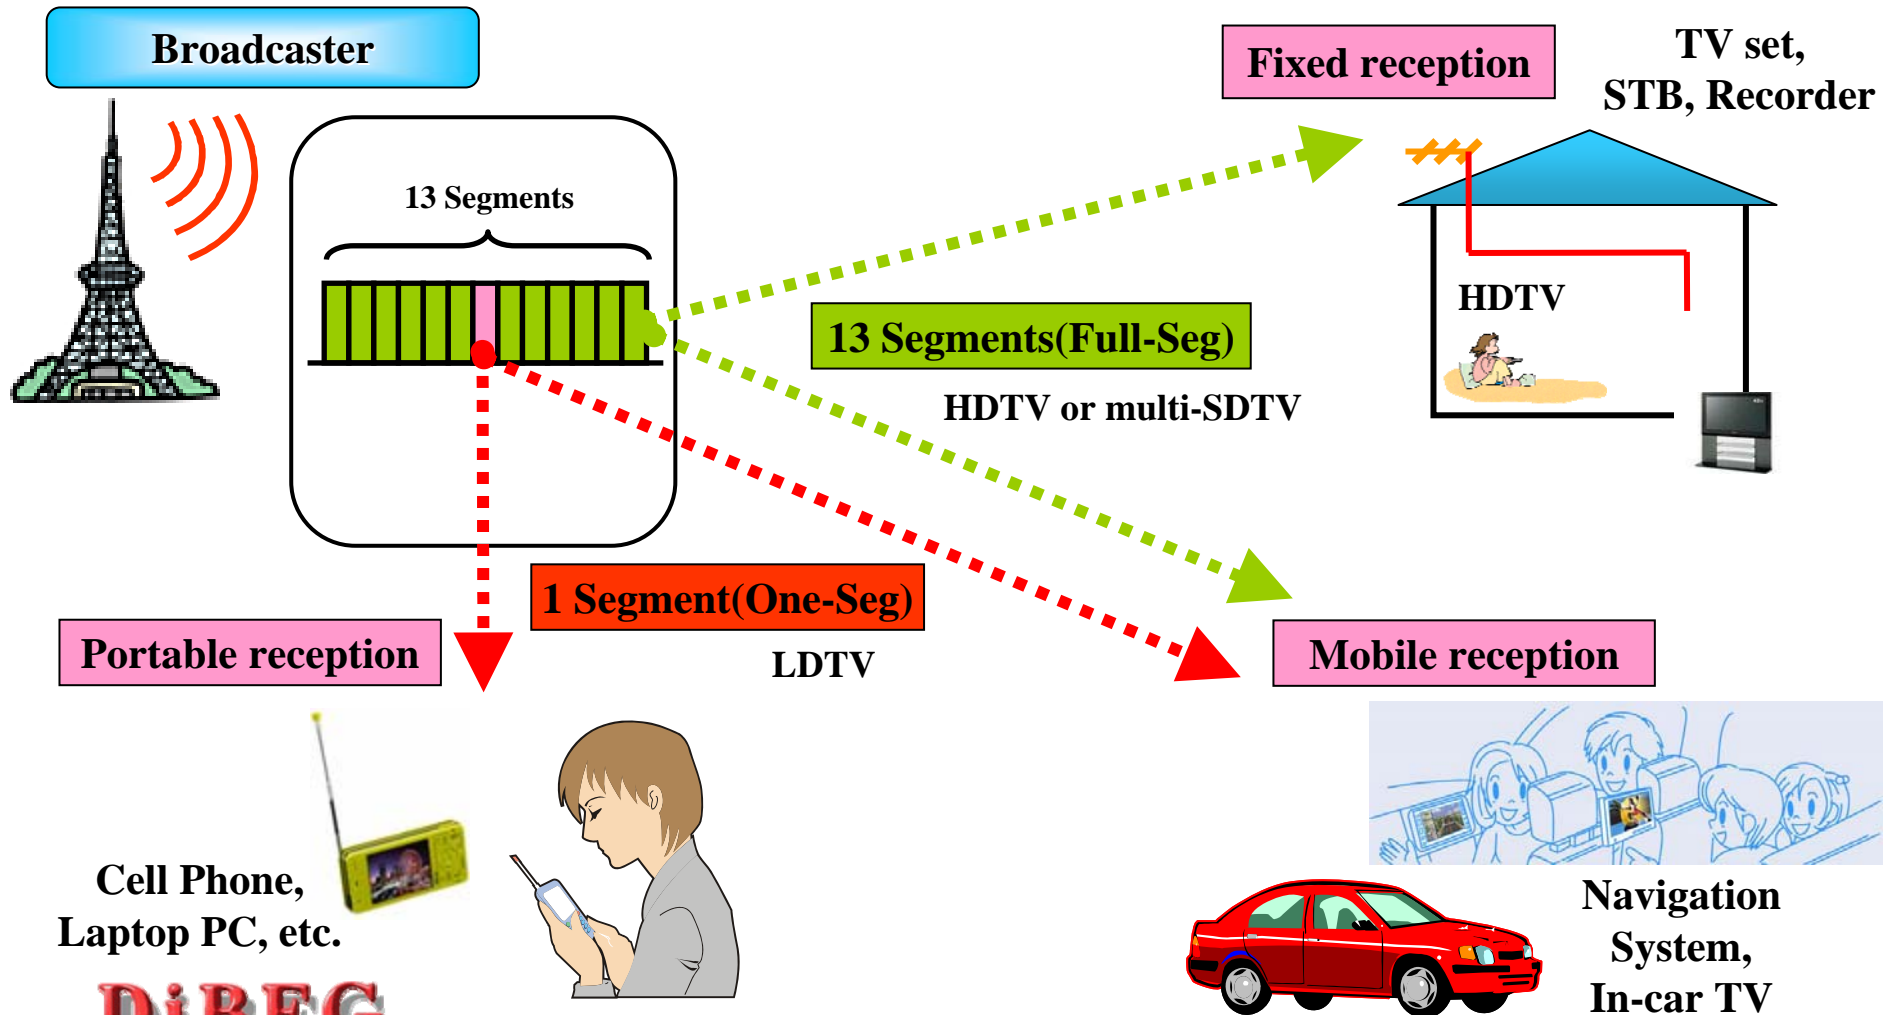 Broadcaster
Fixed reception
TV set,
STB, Recorder
13 Segments
HDTV
13 Segments(Full-Seg)
HDTV or multi-SDTV
1 Segment(One-Seg)
LDTV
Portable reception
Mobile reception
Cell Phone,
Laptop PC, etc.
Navigation
System,
In-car TV
DiBEG